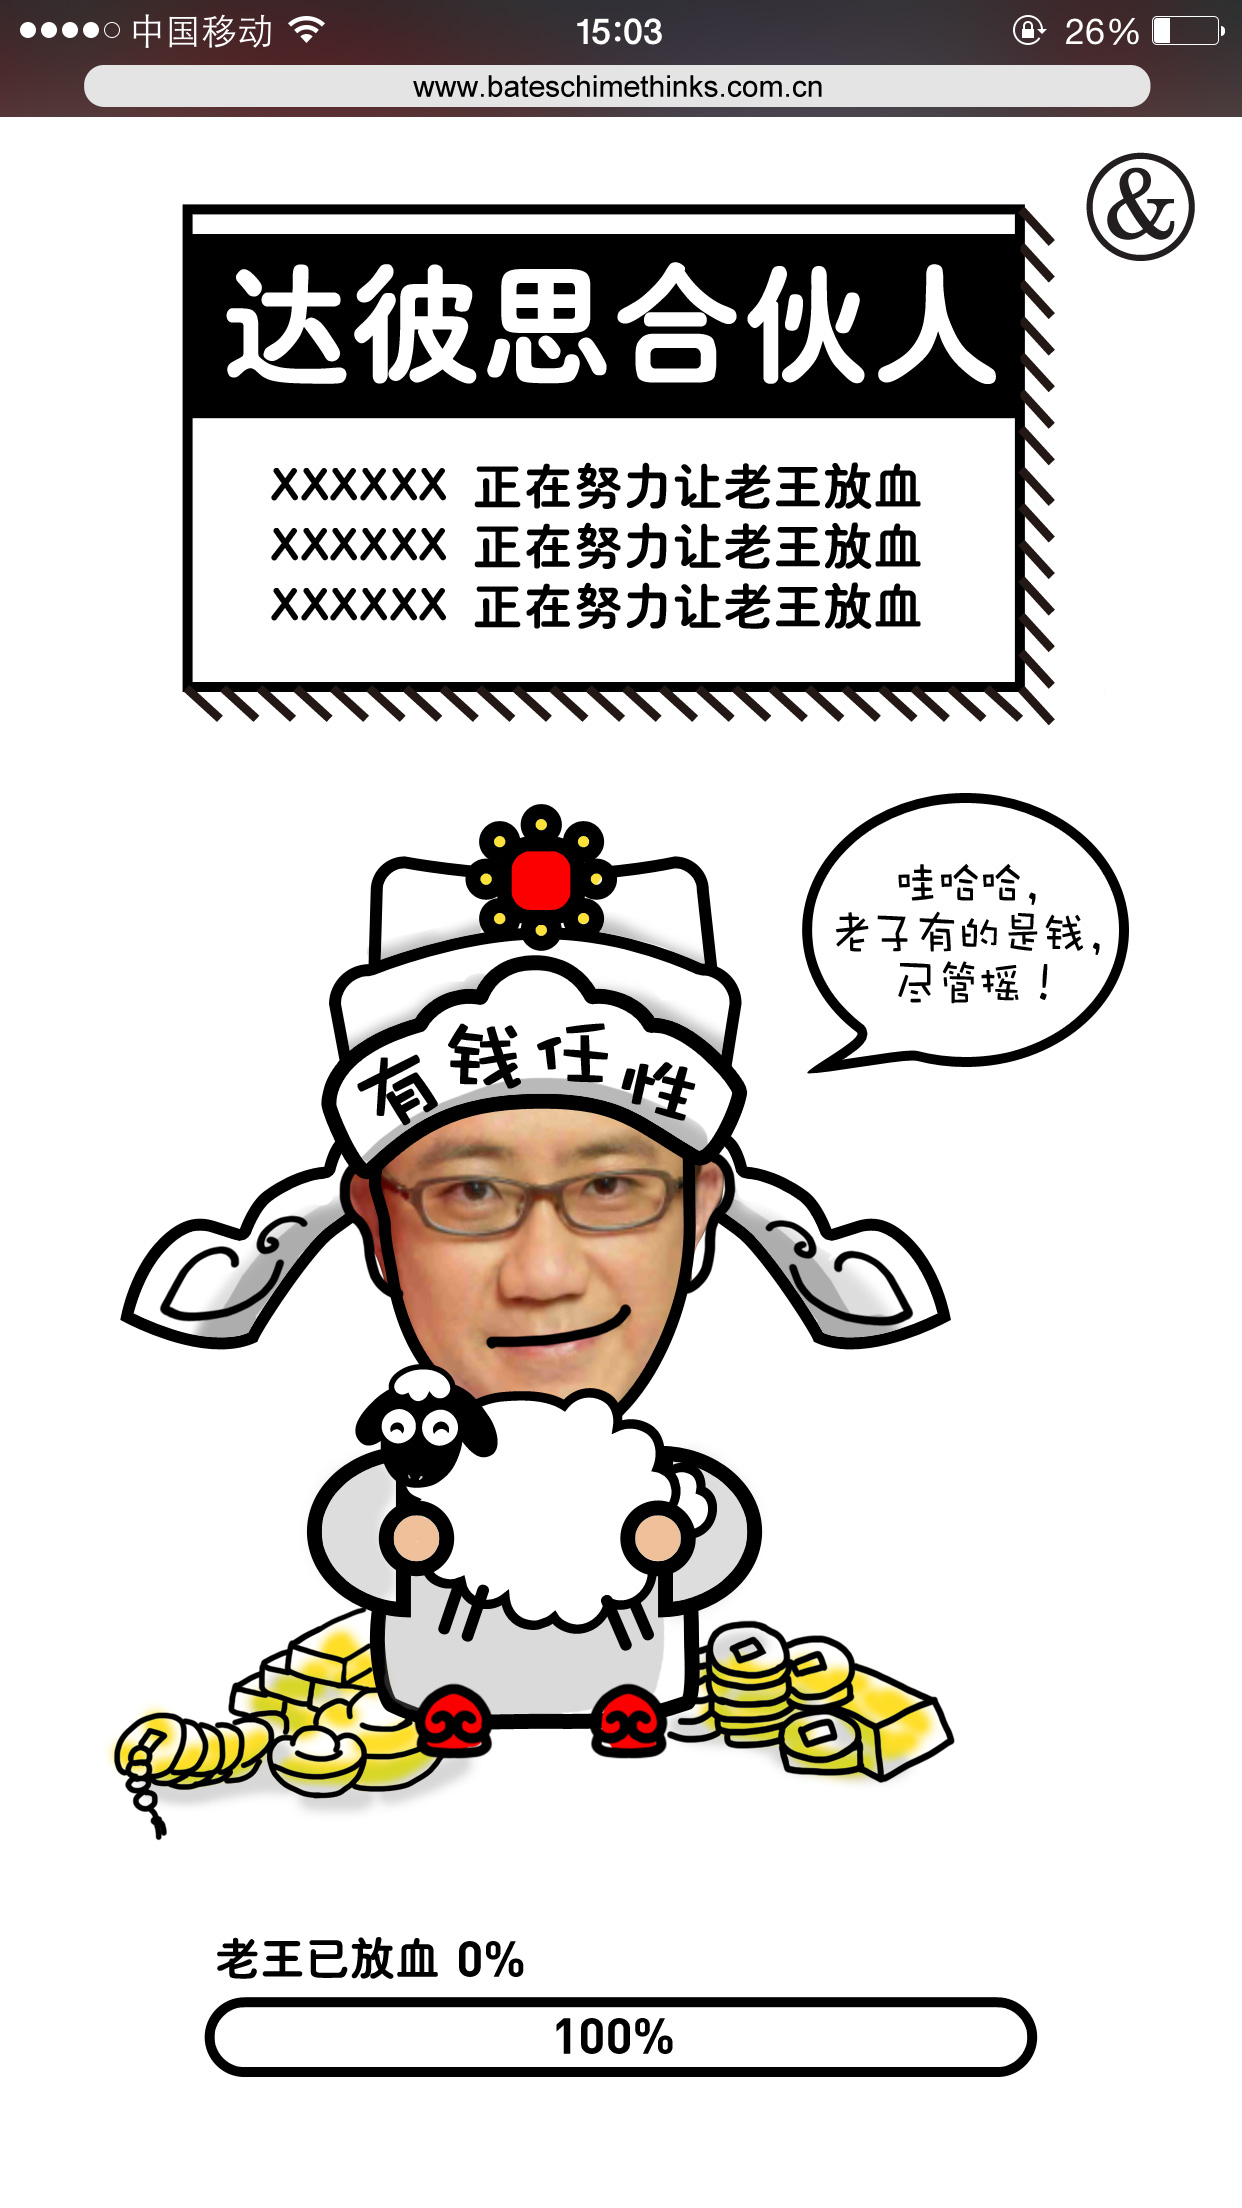 中国移动 15:03 26%
www.bateschimethinks.com.cn
&
达彼思合伙人
XXXXXX 正在努力让老王放血
XXXXXX 正在努力让老王放血
XXXXXX 正在努力让老王放血
哇哈哈，
老子有的是钱，
尽管摇！
有钱任性
老王已放血 0%
100%